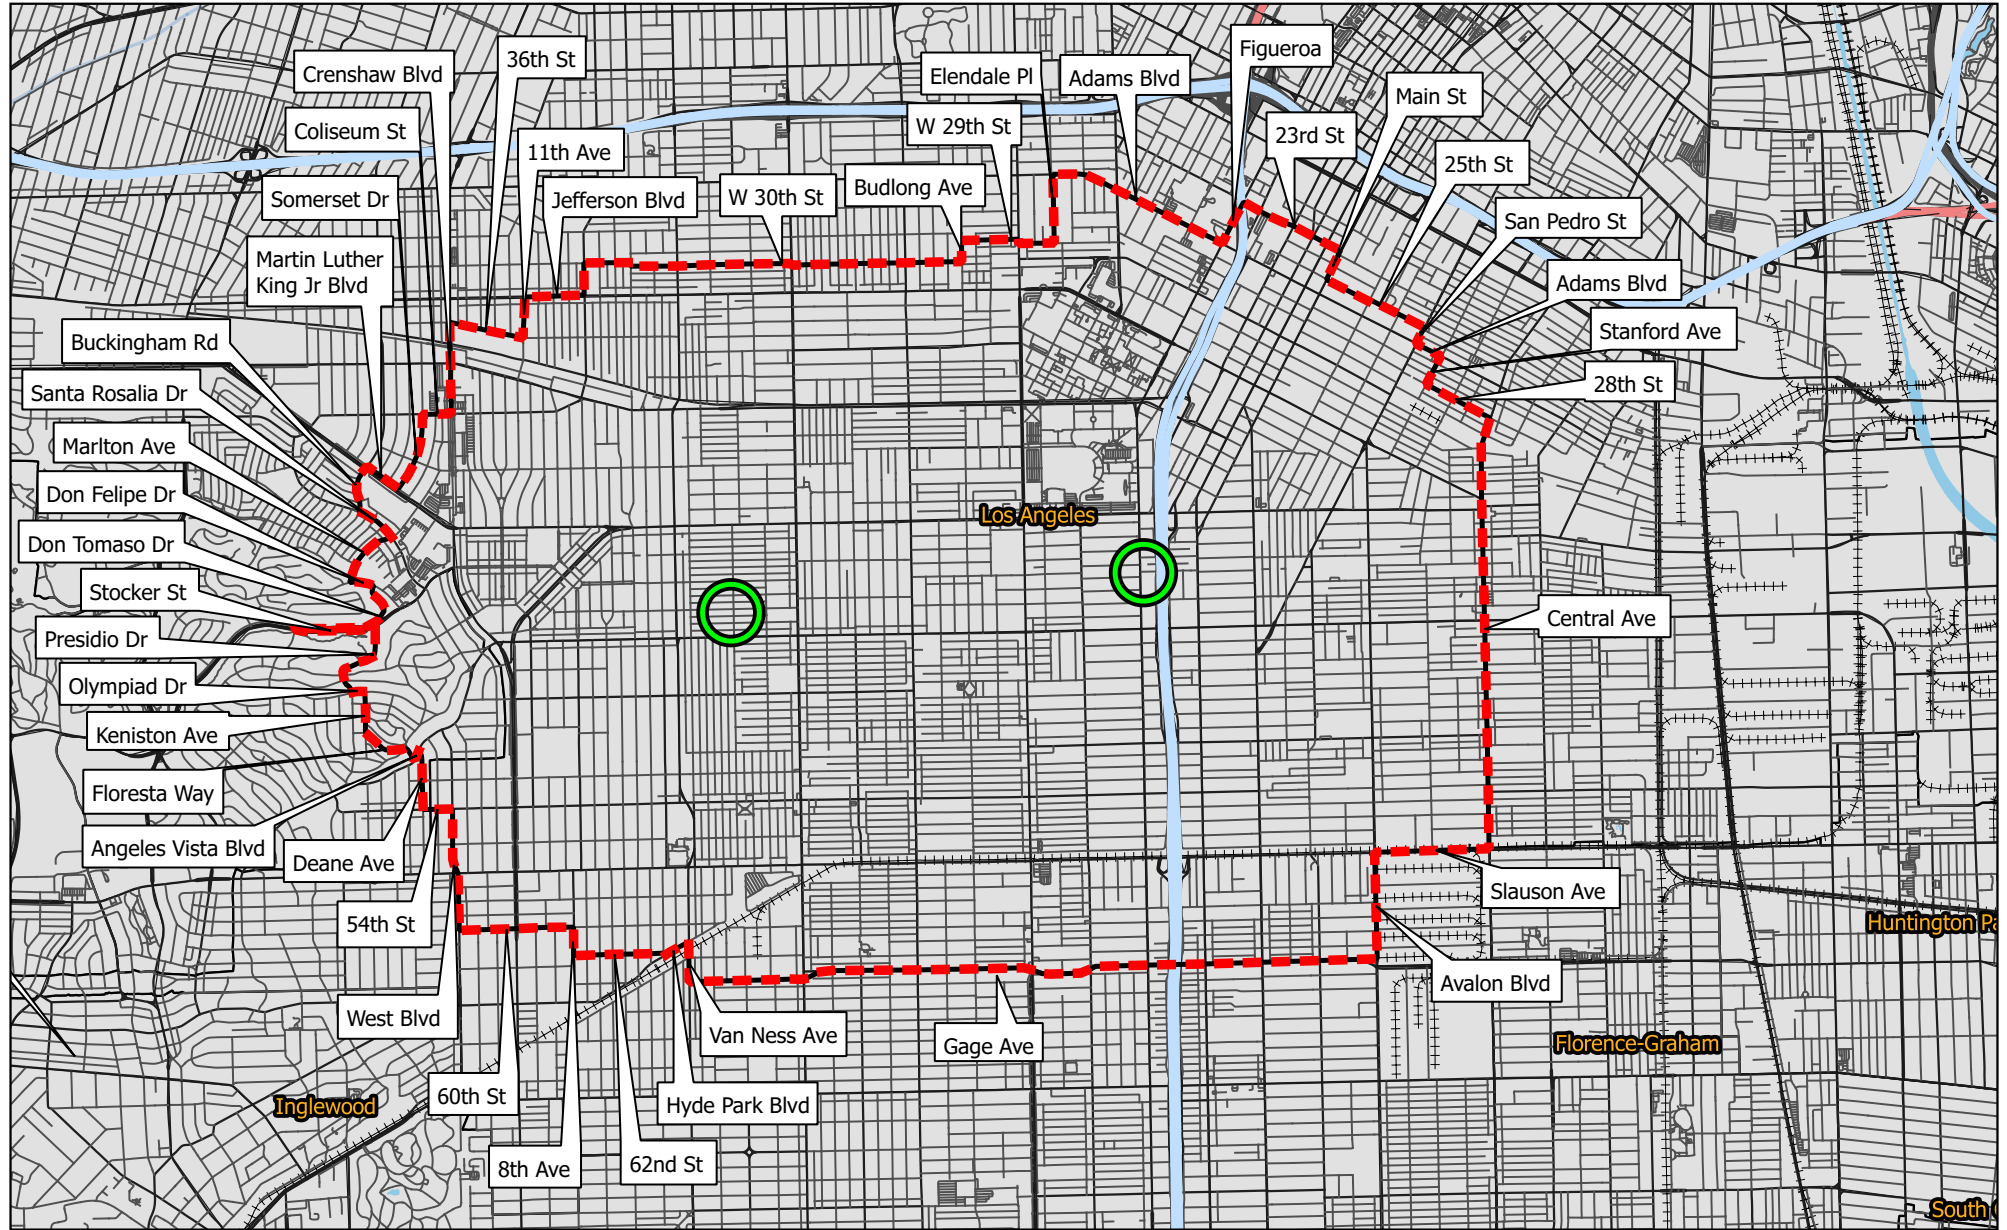 36th St
Figueroa
Crenshaw Blvd
Elendale Pl
Adams Blvd
Main St
Coliseum St
W 29th St
23rd St
11th Ave
25th St
Somerset Dr
Jefferson Blvd
W 30th St
Budlong Ave
San Pedro St
Martin Luther
King Jr Blvd
Adams Blvd
Buckingham Rd
Stanford Ave
Santa Rosalia Dr
28th St
Marlton Ave
Don Felipe Dr
Los Angeles
Don Tomaso Dr
Stocker St
Central Ave
Presidio Dr
Olympiad Dr
Keniston Ave
Floresta Way
Angeles Vista Blvd
Deane Ave
Slauson Ave
54th St
Huntington Pa
Avalon Blvd
West Blvd
Van Ness Ave
Gage Ave
Florence-Graham
60th St
Hyde Park Blvd
Inglewood
8th Ave
62nd St
South